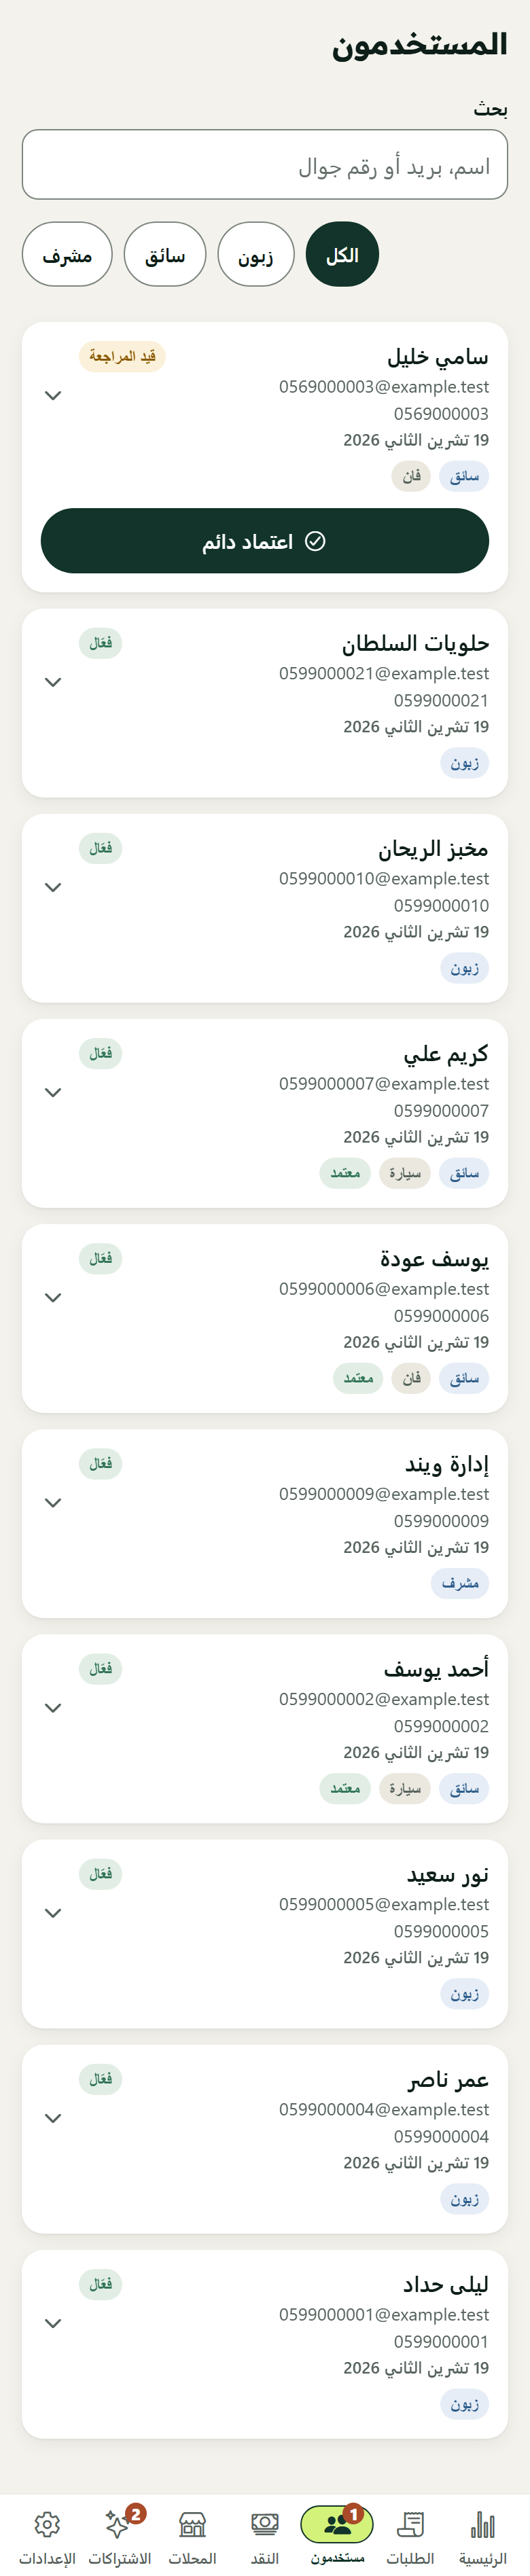 المستخدمون
بحث
اسم، بريد أو رقم جوال
الكل
زبون
سائق
مشرف
سامي خليل
قيد المراجعة
0569000003@example.test
0569000003
19 تشرين الثاني 2026
سائق
فان
اعتماد دائم
حلويات السلطان
فعّال
0599000021@example.test
0599000021
19 تشرين الثاني 2026
زبون
مخبز الريحان
فعّال
0599000010@example.test
0599000010
19 تشرين الثاني 2026
زبون
كريم علي
فعّال
0599000007@example.test
0599000007
19 تشرين الثاني 2026
سائق
سيارة
معتمد
يوسف عودة
فعّال
0599000006@example.test
0599000006
19 تشرين الثاني 2026
سائق
فان
معتمد
إدارة ويند
فعّال
0599000009@example.test
0599000009
19 تشرين الثاني 2026
مشرف
أحمد يوسف
فعّال
0599000002@example.test
0599000002
19 تشرين الثاني 2026
سائق
سيارة
معتمد
نور سعيد
فعّال
0599000005@example.test
0599000005
19 تشرين الثاني 2026
زبون
عمر ناصر
فعّال
0599000004@example.test
0599000004
19 تشرين الثاني 2026
زبون
ليلى حداد
فعّال
0599000001@example.test
0599000001
19 تشرين الثاني 2026
زبون
الرئيسية
الطلبات
1
مستخدمون
النقد
المحلات
2
الاشتراكات
الإعدادات